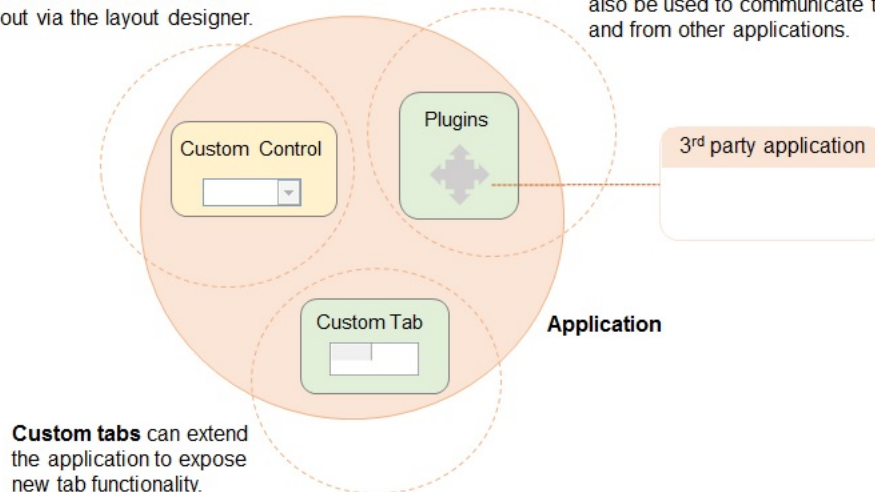 out via the layout designer.
also be used to communicate
and from other applications.
Plugins
Custom Control
3rd party application
Custom Tab
Application
Custom tabs can extend
the application to expose
new tab functionality.